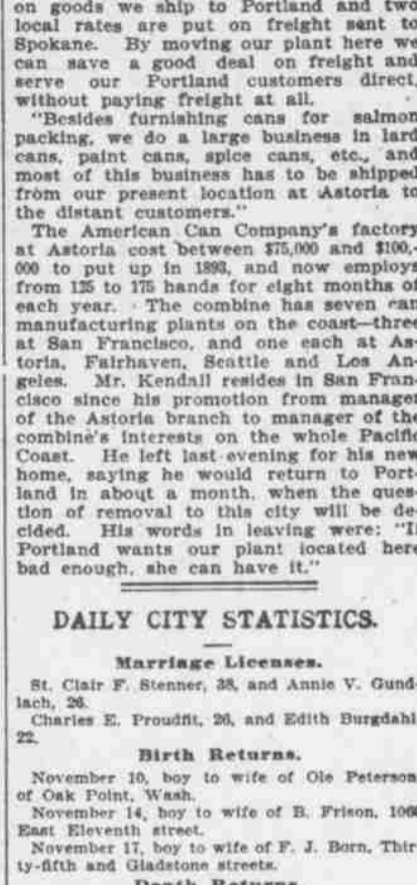 on goods we ship to Portland and two
local rates are put on freight sent to
Spokane. By moving our plant here we
can save a good deal on freight and
serve our Portland customers direct,
without paying freight at all.
"Besides furnishing cans for salmon
packing, we do a large business in lard
cans, paint cans, spice cans, etc., and
most of this business has to be shipped
from our present location at Astoria to
the distant customers."
The American Can Company's factory
at Astoria cost between $75,000 and $100,-
000 to put up in 1893, and now employs
from 125 to 175 hands for eight months of
each year. The combine has seven can
manufacturing plants on the coast—three
at San Francisco, and one each at As-
toria, Fairhaven, Seattle and Los An-
geles. Mr. Kendall resides in San Fran-
cisco since his promotion from manager
of the Astoria branch to manager of the
combine's interests on the whole Pacific
Coast. He left last evening for his new
home, saying he would return to Port-
land in about a month, when the ques-
tion of removal to this city will be de-
cided. His words in leaving were: "If
Portland wants our plant located here
bad enough, she can have it."
DAILY CITY STATISTICS.
Marriage Licenses.
St. Clair F. Stenner, 38, and Annie V. Gund-
lach, 26.
Charles E. Proudfit, 26, and Edith Burgdahl
22.
Birth Returns.
November 10, boy to wife of Ole Peterson
of Oak Point, Wash.
November 14, boy to wife of B. Frison, 106
East Eleventh street.
November 17, boy to wife of F. J. Born, Thir-
ty-fifth and Gladstone streets.
Death Returns.